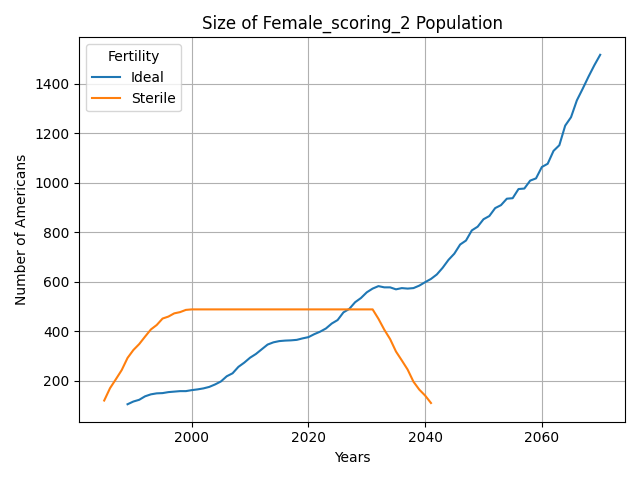 Size of Female_scoring_2 Population
Fertility
Ideal
Sterile
Number of Americans
1400
1200
1000
800
600
400
200
2000
2020
2040
2060
Years